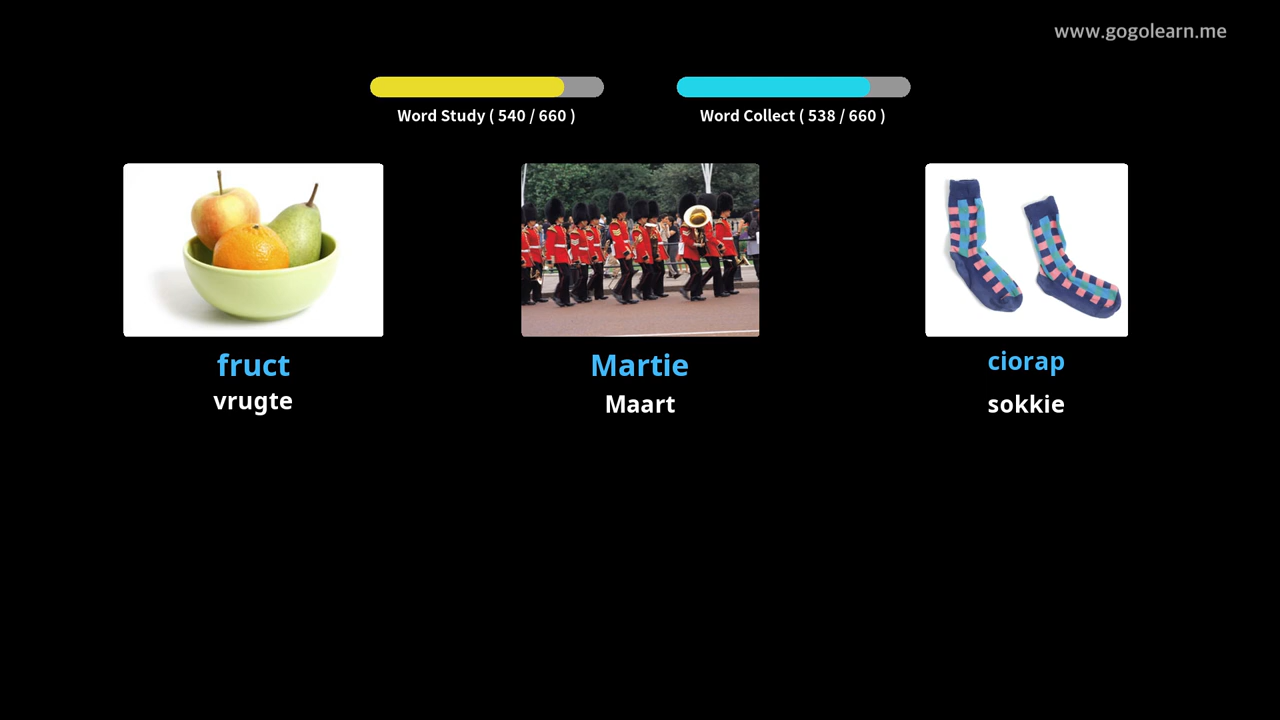 www.gogolearn.me
Word Study ( 540 / 660 )
Word Collect ( 538 / 660 )
fruct
vrugte
Martie
Maart
ciorap
sokkie